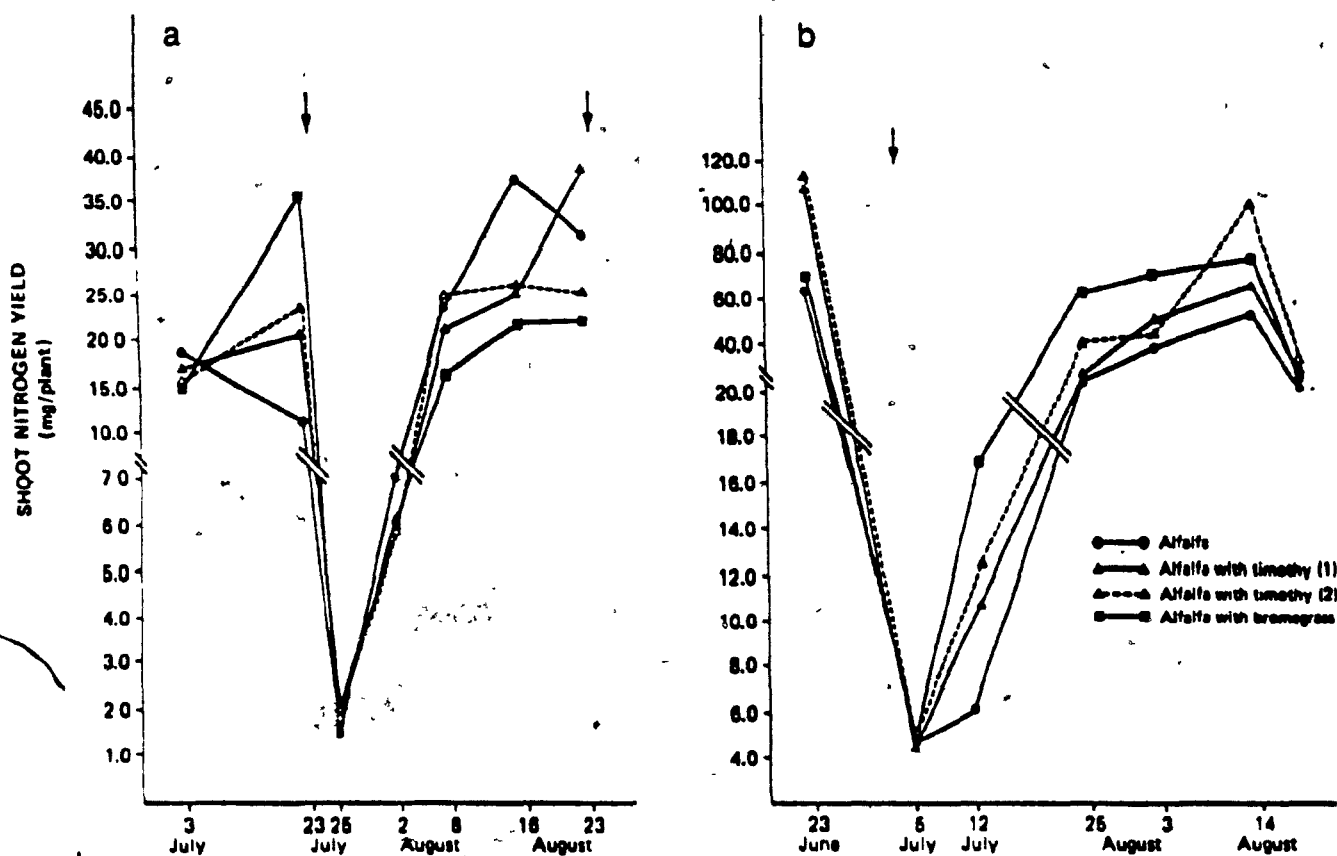 a
b
SHOOT NITROGEN YIELD
(mg/plant)
45.0
40.0
35.0
30.0
25.0
20.0
15.0
10.0
7.0
6.0
5.0
4.0
3.0
2.0
1.0
3 23 26 2 8 16 23
July July August August
120.0
100.0
80.0
60.0
40.0
20.0
18.0
16.0
14.0
12.0
10.0
8.0
6.0
4.0
23 5 12 25 3 14
June July July August August
Alfalfa
Alfalfa with timothy (1)
Alfalfa with timothy (2)
Alfalfa with bromegrass